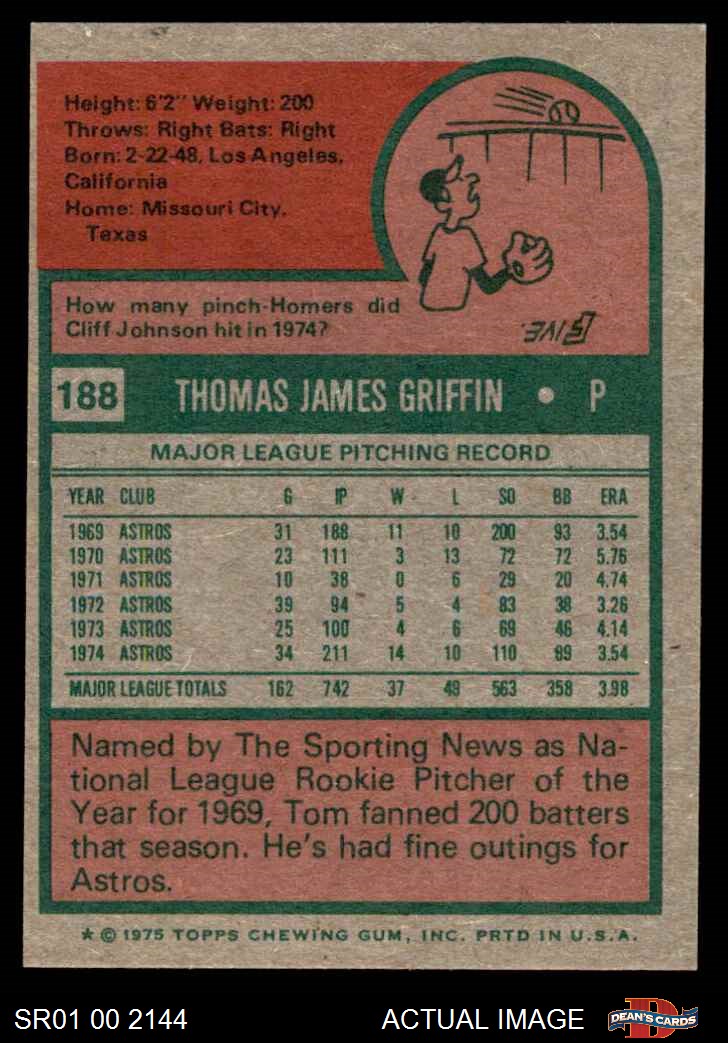 Height: 6'2" Weight: 200
Throws: Right Bats: Right
Born: 2-22-48, Los Angeles,
California
Home: Missouri City,
Texas
How many pinch-Homers did
Cliff Johnson hit in 1974?
FIVE.
188 THOMAS JAMES GRIFFIN • P
MAJOR LEAGUE PITCHING RECORD
YEAR CLUB G IP W L SO BB ERA
1969 ASTROS 31 188 11 10 200 93 3.54
1970 ASTROS 23 111 3 13 72 72 5.76
1971 ASTROS 10 38 0 6 29 20 4.74
1972 ASTROS 39 94 5 4 83 38 3.26
1973 ASTROS 25 100 4 6 69 46 4.14
1974 ASTROS 34 211 14 10 110 89 3.54
MAJOR LEAGUE TOTALS 162 742 37 49 563 358 3.98
Named by The Sporting News as Na-
tional League Rookie Pitcher of the
Year for 1969, Tom fanned 200 batters
that season. He's had fine outings for
Astros.
* © 1975 TOPPS CHEWING GUM, INC. PRTD IN U.S.A.
SR01 00 2144 ACTUAL IMAGE D DEAN'S CARDS